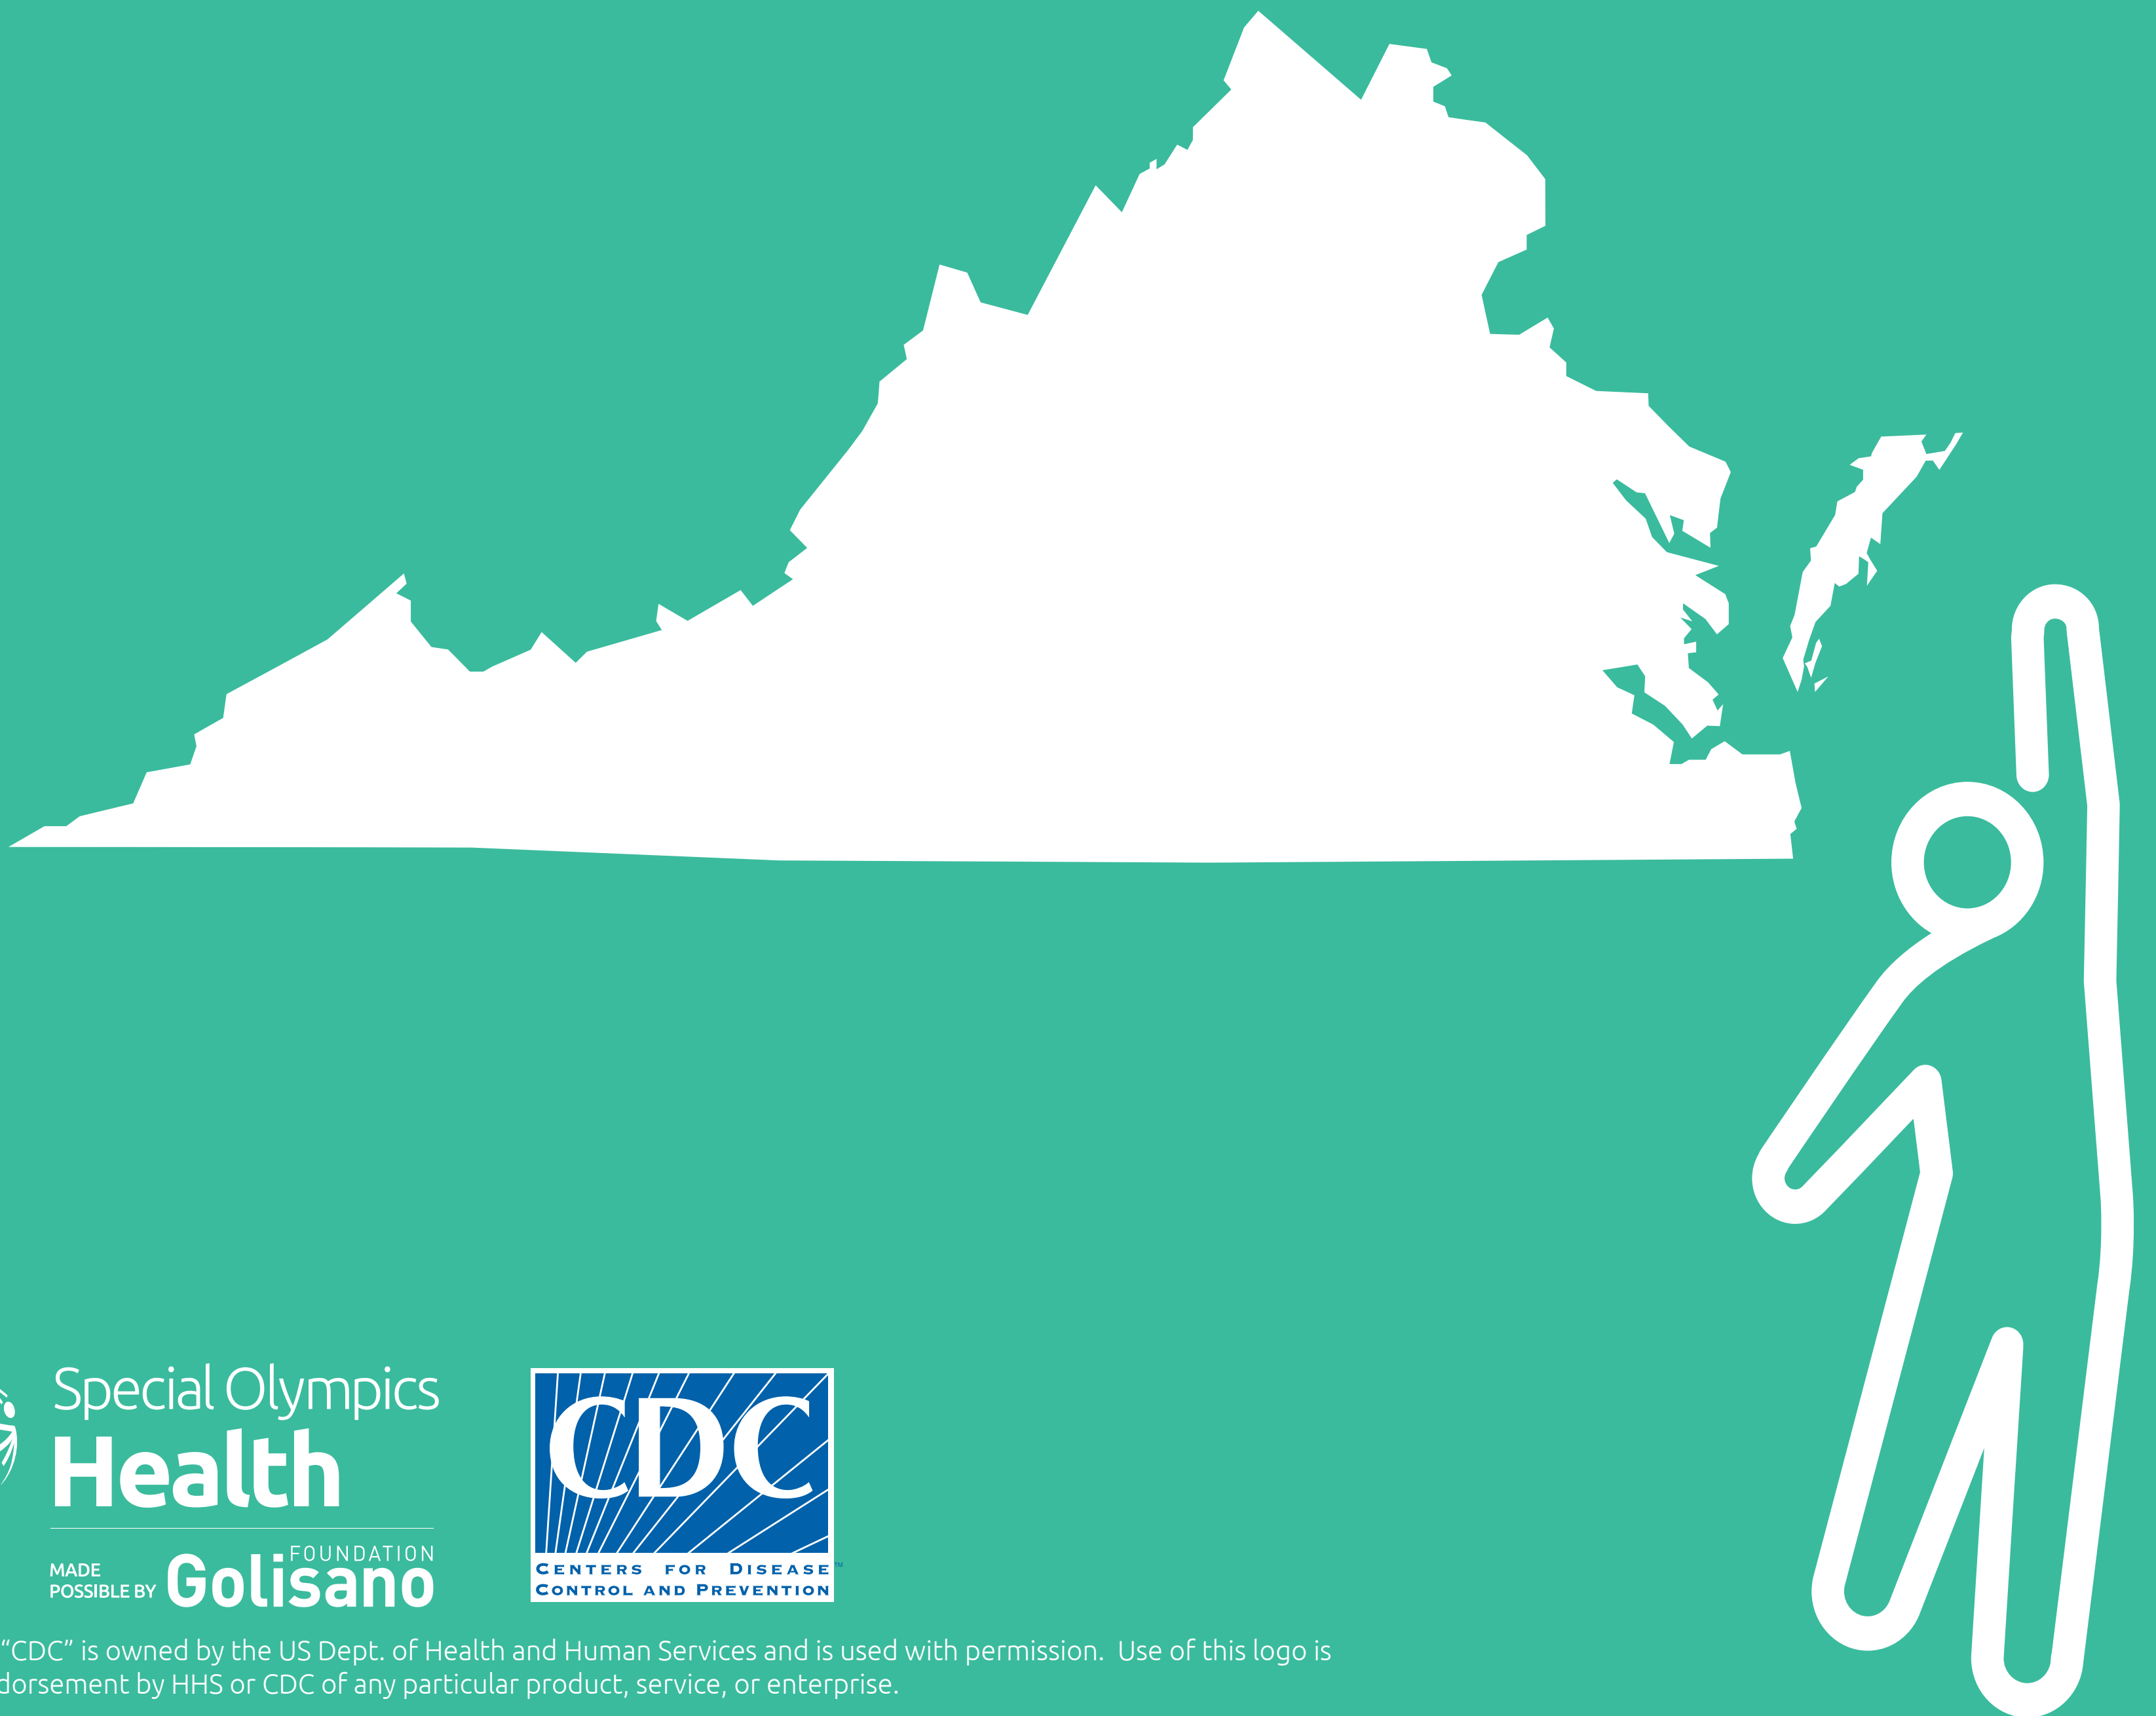 Special Olympics
Health
MADE
POSSIBLE BY
FOUNDATION
Golisano
CDC
CENTERS FOR DISEASE™
CONTROL AND PREVENTION
“CDC” is owned by the US Dept. of Health and Human Services and is used with permission. Use of this logo is
by HHS or CDC of any particular product, service, or enterprise.